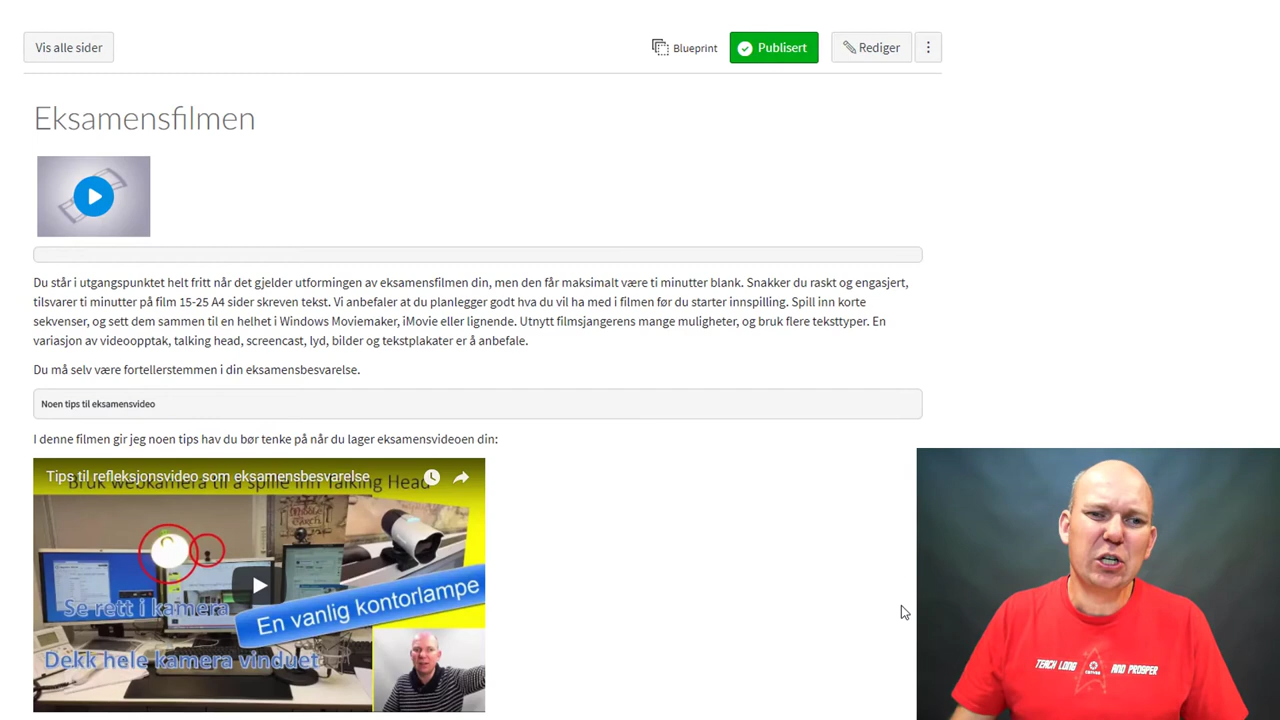 Vis alle sider
Blueprint
Publisert
Rediger
Eksamensfilmen
Du står i utgangspunktet helt fritt når det gjelder utformingen av eksamensfilmen din, men den får maksimalt være ti minutter blank. Snakker du raskt og engasjert,
tilsvarer ti minutter på film 15-25 A4 sider skreven tekst. Vi anbefaler at du planlegger godt hva du vil ha med i filmen før du starter innspilling. Spill inn korte
sekvenser, og sett dem sammen til en helhet i Windows Moviemaker, iMovie eller lignende. Utnytt filmsjangerens mange muligheter, og bruk flere teksttyper. En
variasjon av videoopptak, talking head, screencast, lyd, bilder og tekstplakater er å anbefale.
Du må selv være fortellerstemmen i din eksamensbesvarelse.
Noen tips til eksamensvideo
I denne filmen gir jeg noen tips hav du bør tenke på når du lager eksamensvideoen din:
Tips til refleksjonsvideo som eksamensbesvarelse
Bruk webkamera til å spille inn Talking Head
Se rett i kamera
En vanlig kontorlampe
Dekk hele kamera vinduet
TEACH LONG AND PROSPER